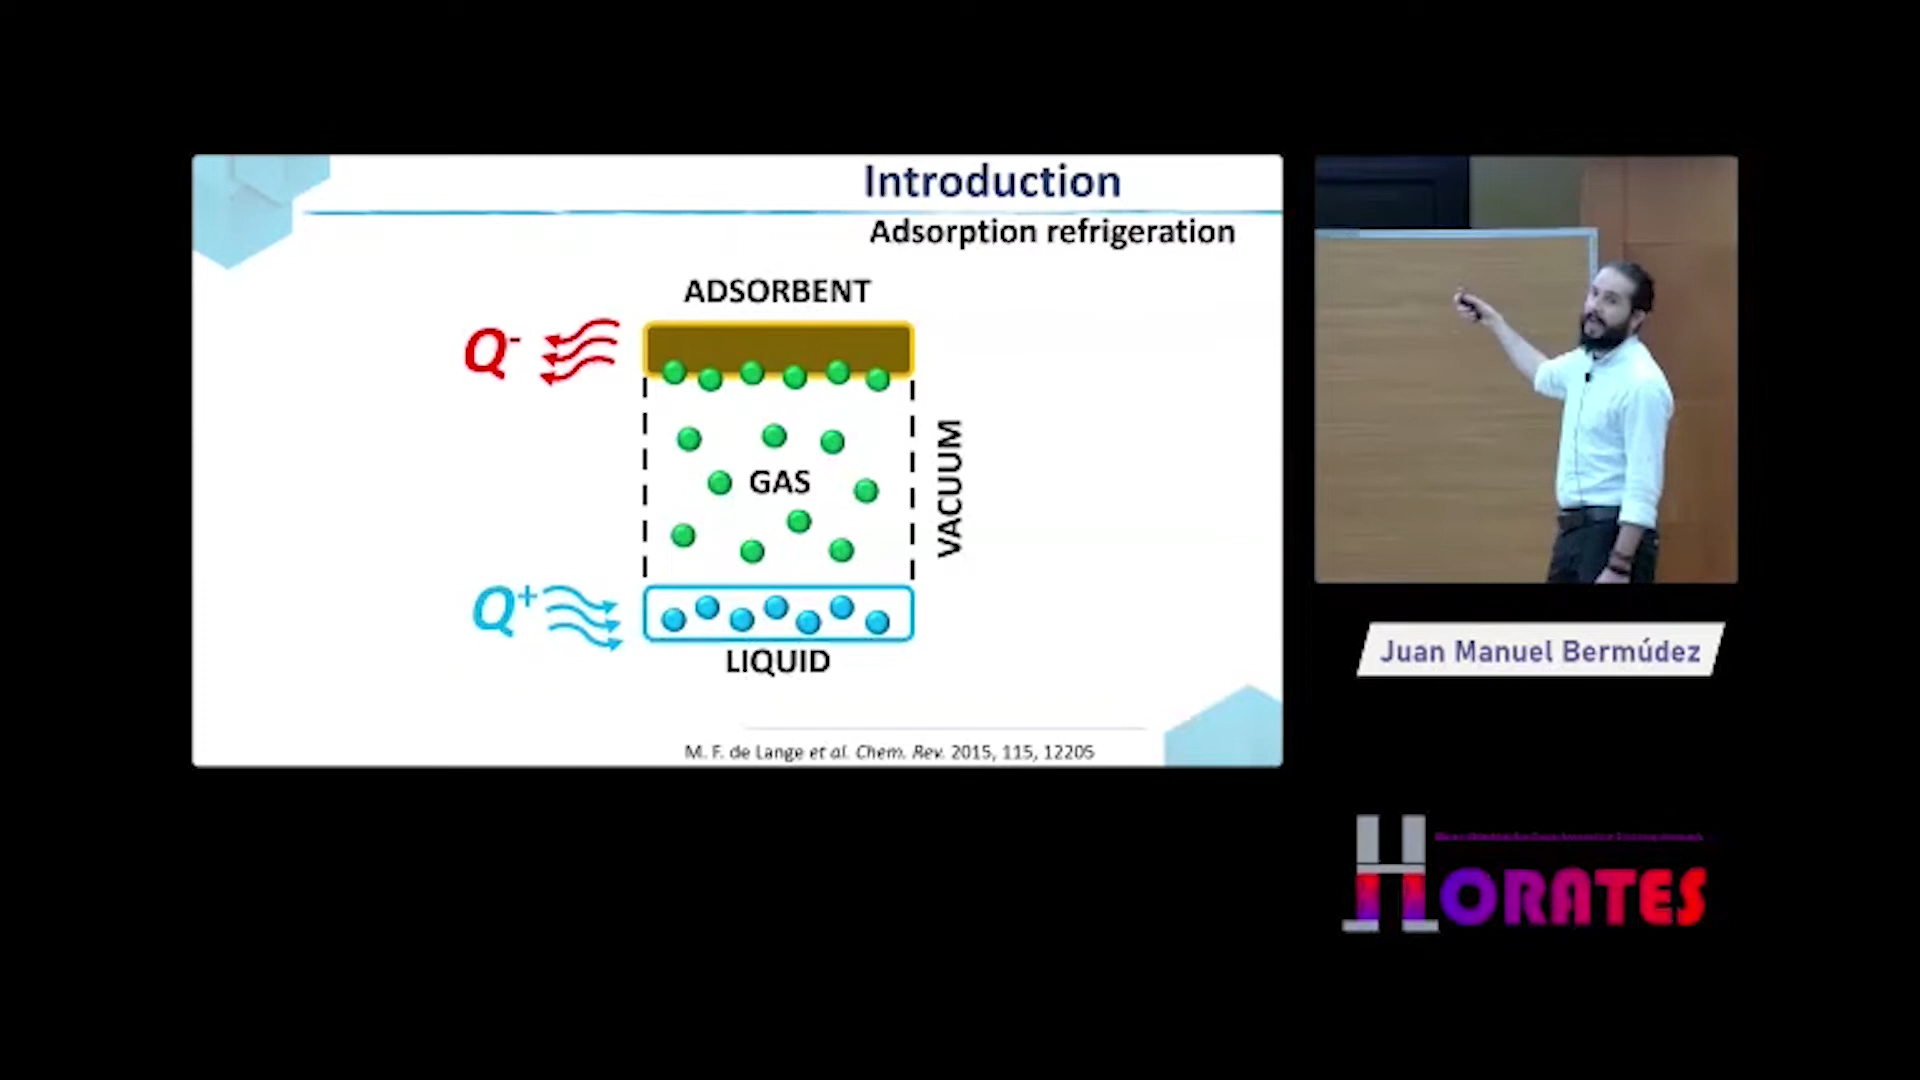 Introduction
Adsorption refrigeration
ADSORBENT
Q-
GAS
VACUUM
Q+
LIQUID
M. F. de Lange et al. Chem. Rev. 2015, 115, 12205
Juan Manuel Bermúdez
HORATES